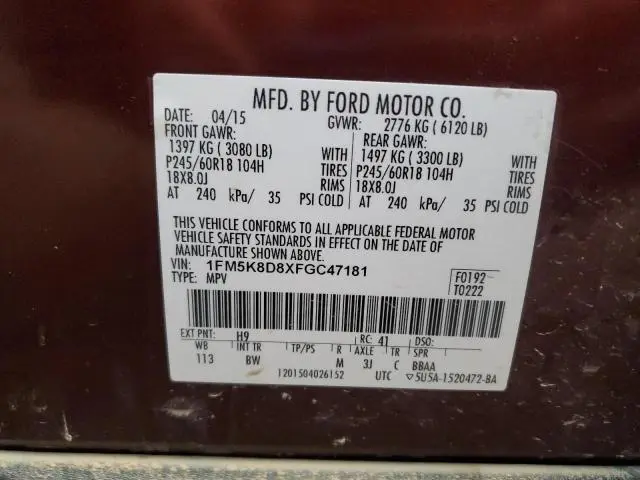 MFD. BY FORD MOTOR CO.
DATE: 04/15 GVWR: 2776 KG ( 6120 LB)
FRONT GAWR: REAR GAWR:
1397 KG ( 3080 LB) WITH 1497 KG ( 3300 LB) WITH
P245/60R18 104H TIRES P245/60R18 104H TIRES
18X8.0J RIMS 18X8.0J RIMS
AT 240 kPa/ 35 PSI COLD AT 240 kPa/ 35 PSI COLD
THIS VEHICLE CONFORMS TO ALL APPLICABLE FEDERAL MOTOR
VEHICLE SAFETY STANDARDS IN EFFECT ON THE DATE OF
MANUFACTURE SHOWN ABOVE.
VIN: 1FM5K8D8XFGC47181 F0192
TYPE: MPV T0222
EXT PNT: H9 RC: 41 DSO:
WB INT TR TP/PS R AXLE TR SPR
113 BW M 3J C BBAA
1201504026152 UTC ▽5U5A-1520472-BA